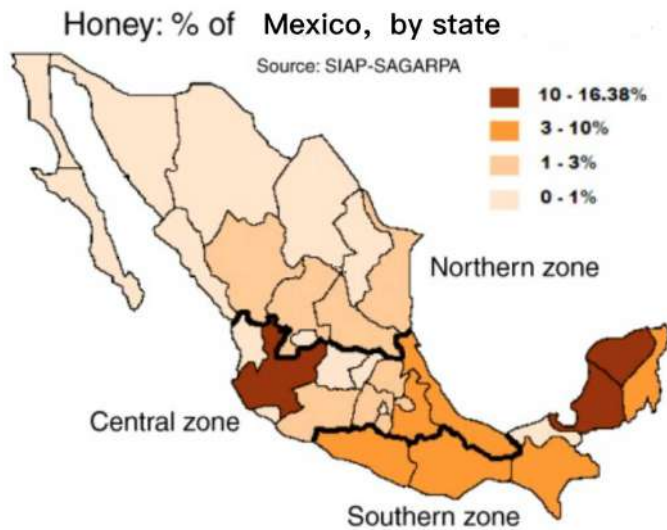 Honey: % of Mexico, by state
Source: SIAP-SAGARPA
10 - 16.38%
3 - 10%
1 - 3%
0 - 1%
Northern zone
Central zone
Southern zone